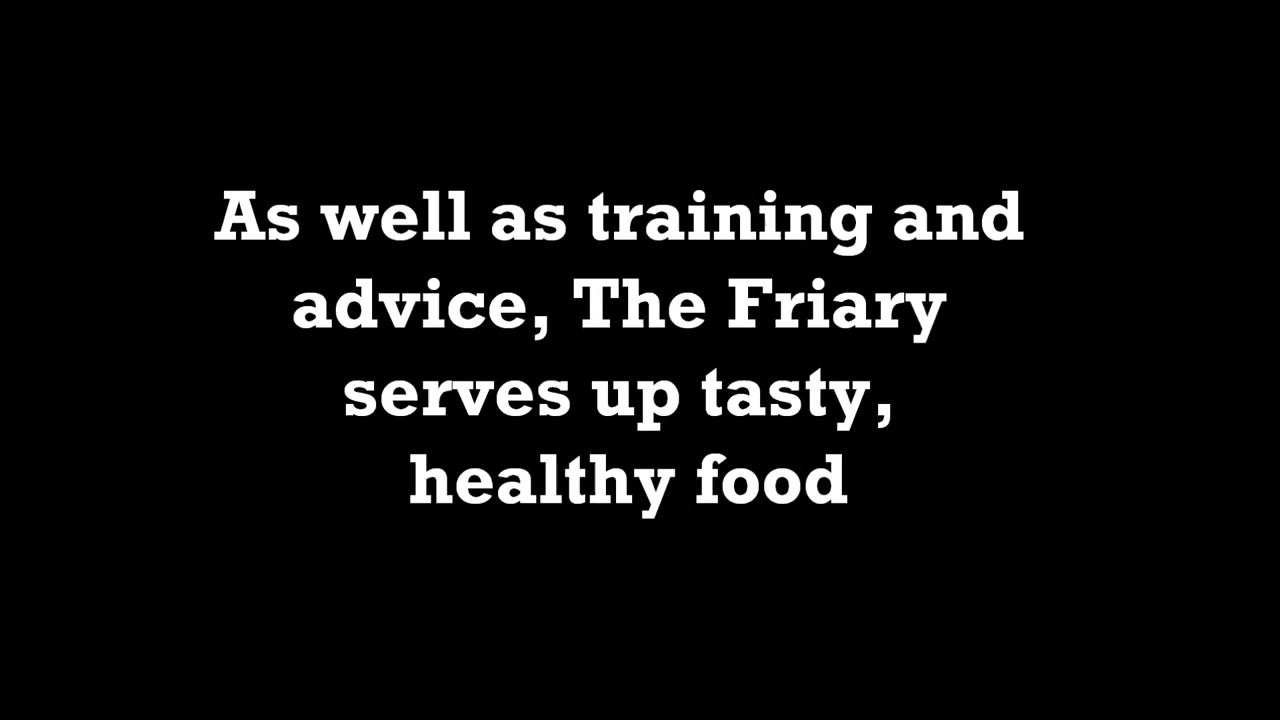 As well as training and
advice, The Friary
serves up tasty,
healthy food